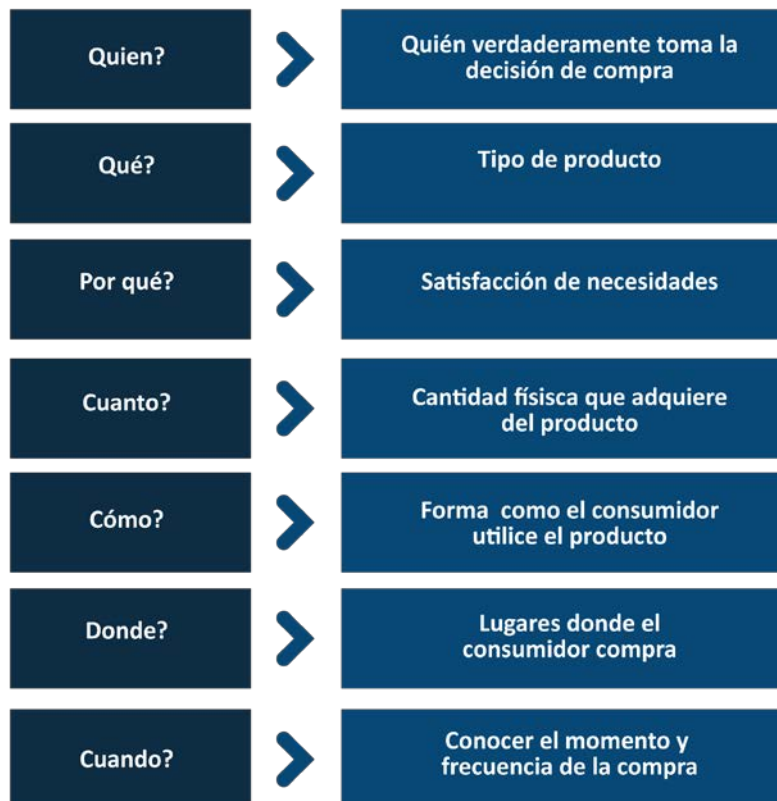 Quien?
Quién verdaderamente toma la
decisión de compra
Qué?
Tipo de producto
Por qué?
Satisfacción de necesidades
Cuanto?
Cantidad físisca que adquiere
del producto
Cómo?
Forma como el consumidor
utilice el producto
Donde?
Lugares donde el
consumidor compra
Cuando?
Conocer el momento y
frecuencia de la compra